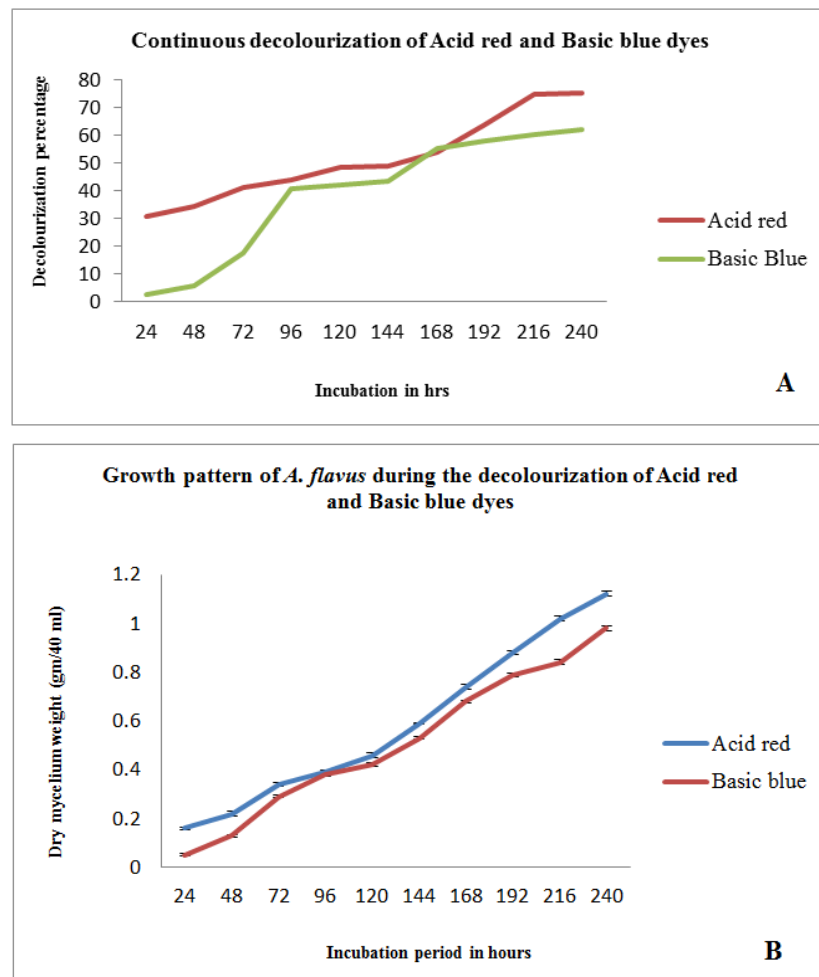 Continuous decolourization of Acid red and Basic blue dyes
Decolourization percentage
80
70
60
50
40
30
20
10
0
24 48 72 96 120 144 168 192 216 240
Incubation in hrs
Acid red
Basic Blue
A
Growth pattern of A. flavus during the decolourization of Acid red
and Basic blue dyes
Dry mycelium weight (gn/40 ml)
1.2
1
0.8
0.6
0.4
0.2
0
24 48 72 96 120 144 168 192 216 240
Incubation period in hours
Acid red
Basic blue
B